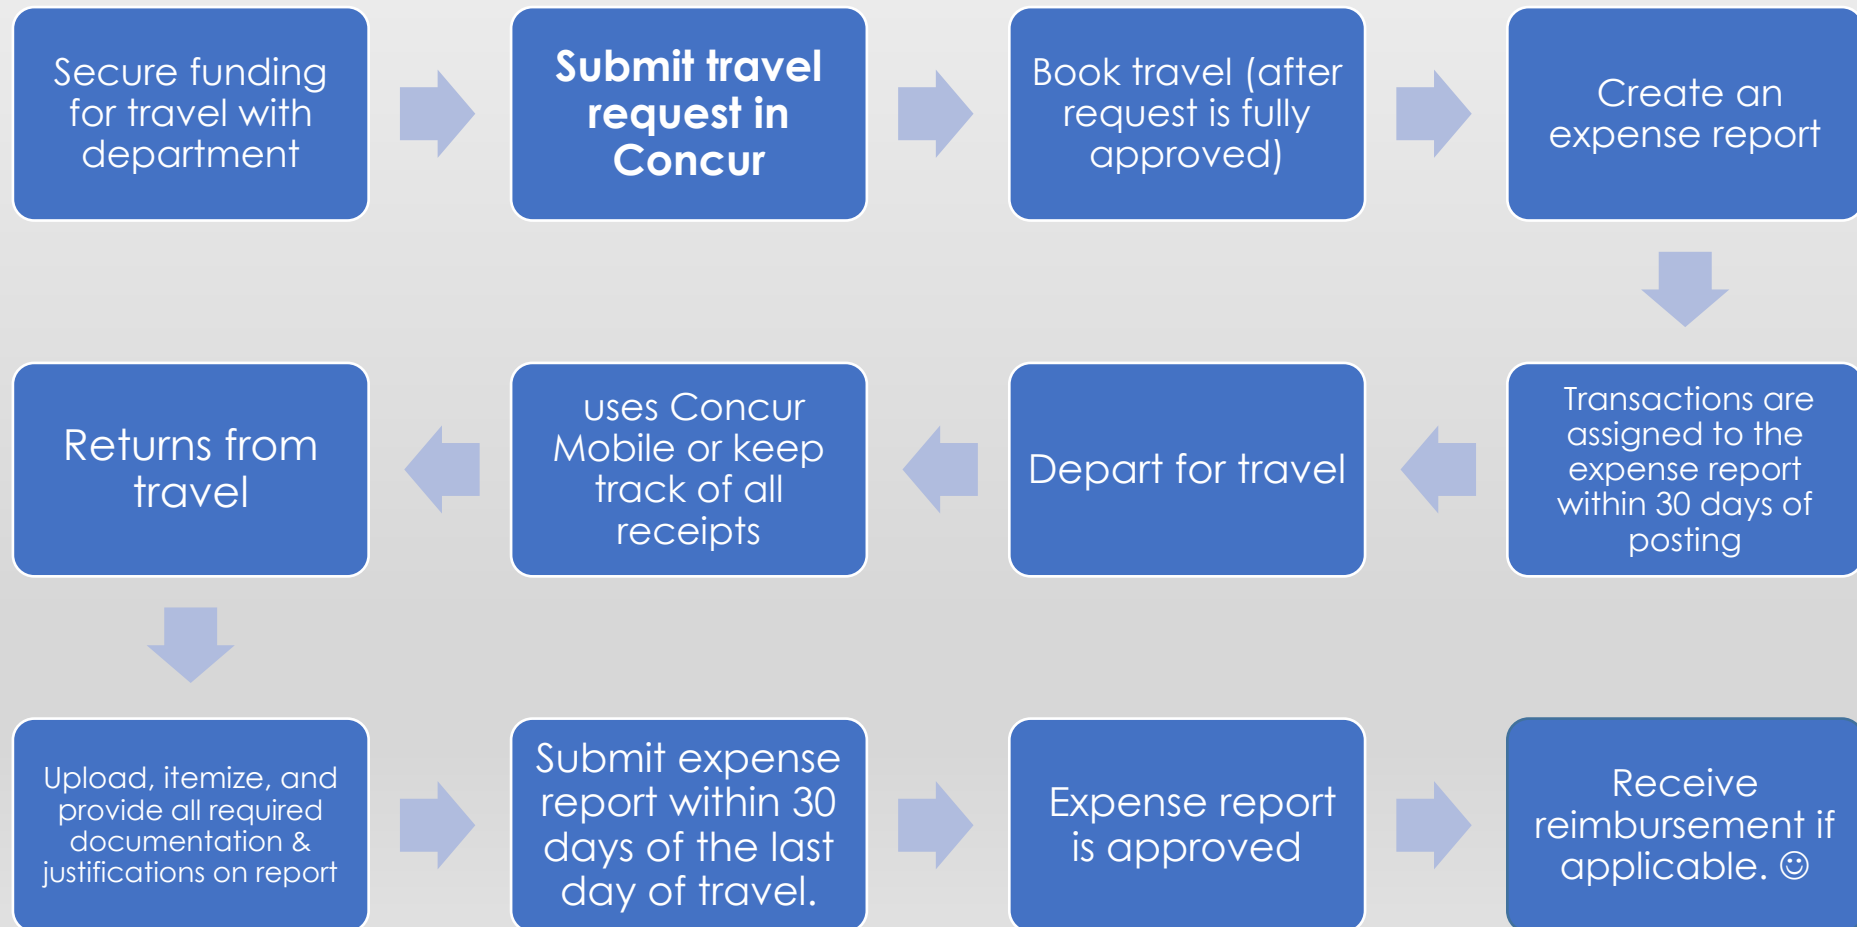 Secure funding
for travel with
department
Submit travel
request in
Concur
Book travel (after
request is fully
approved)
Create an
expense report
Transactions are
assigned to the
expense report
within 30 days of
posting
Depart for travel
uses Concur
Mobile or keep
track of all
receipts
Returns from
travel
Upload, itemize, and
provide all required
documentation &
justifications on report
Submit expense
report within 30
days of the last
day of travel.
Expense report
is approved
Receive
reimbursement if
applicable. ☺